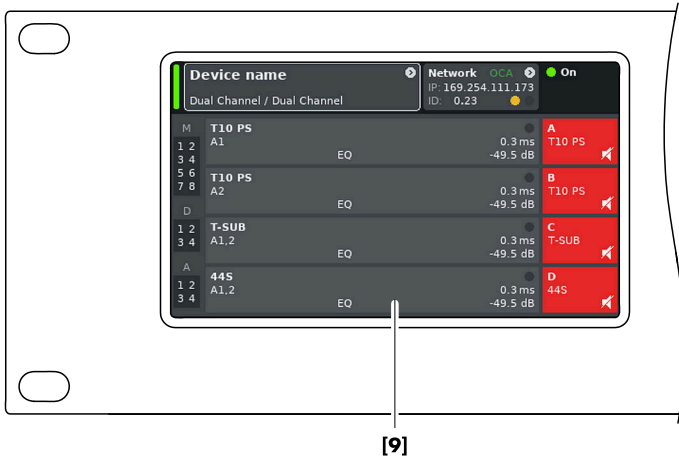 Device name
Dual Channel / Dual Channel
Network OCA
IP: 169.254.111.173
ID: 0.23
On
M
1 2
3 4
5 6
7 8
D
1 2
3 4
A
1 2
3 4
T10 PS
A1
0.3 ms
EQ -49.5 dB
A
T10 PS
T10 PS
A2
0.3 ms
EQ -49.5 dB
B
T10 PS
T-SUB
A1,2
0.3 ms
EQ -49.5 dB
C
T-SUB
44S
A1,2
0.3 ms
EQ -49.5 dB
D
44S
[9]